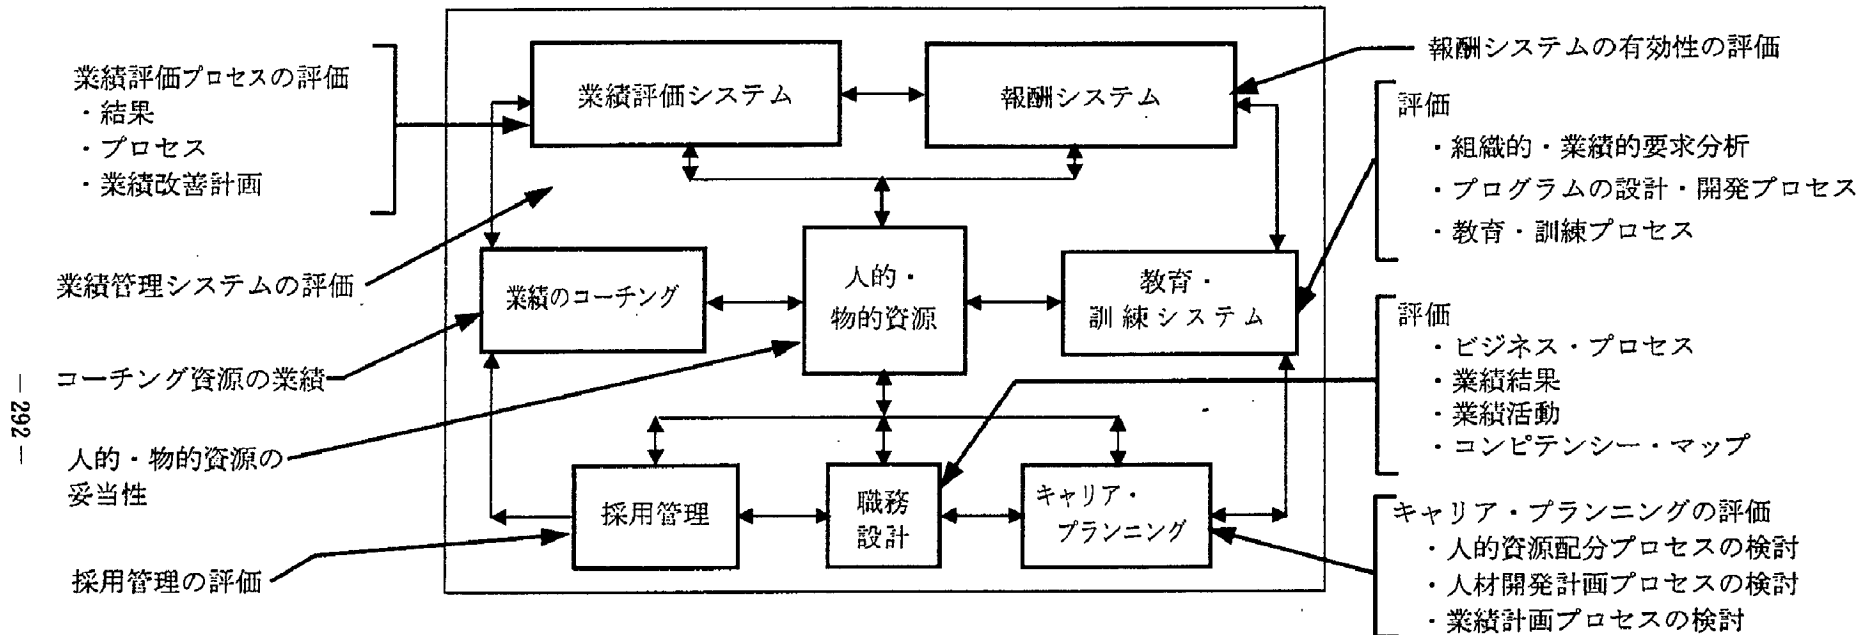 業績評価プロセスの評価
・結果
・プロセス
・業績改善計画
業績管理システムの評価
コーチング資源の業績
人的・物的資源の
妥当性
採用管理の評価
業績評価システム
報酬システム
業績のコーチング
人的・
物的資源
教育・
訓練システム
採用管理
職務
設計
キャリア・
プランニング
報酬システムの有効性の評価
評価
・組織的・業績的要求分析
・プログラムの設計・開発プロセス
・教育・訓練プロセス
評価
・ビジネス・プロセス
・業績結果
・業績活動
・コンピテンシー・マップ
キャリア・プランニングの評価
・人的資源配分プロセスの検討
・人材開発計画プロセスの検討
・業績計画プロセスの検討
― 292 ―